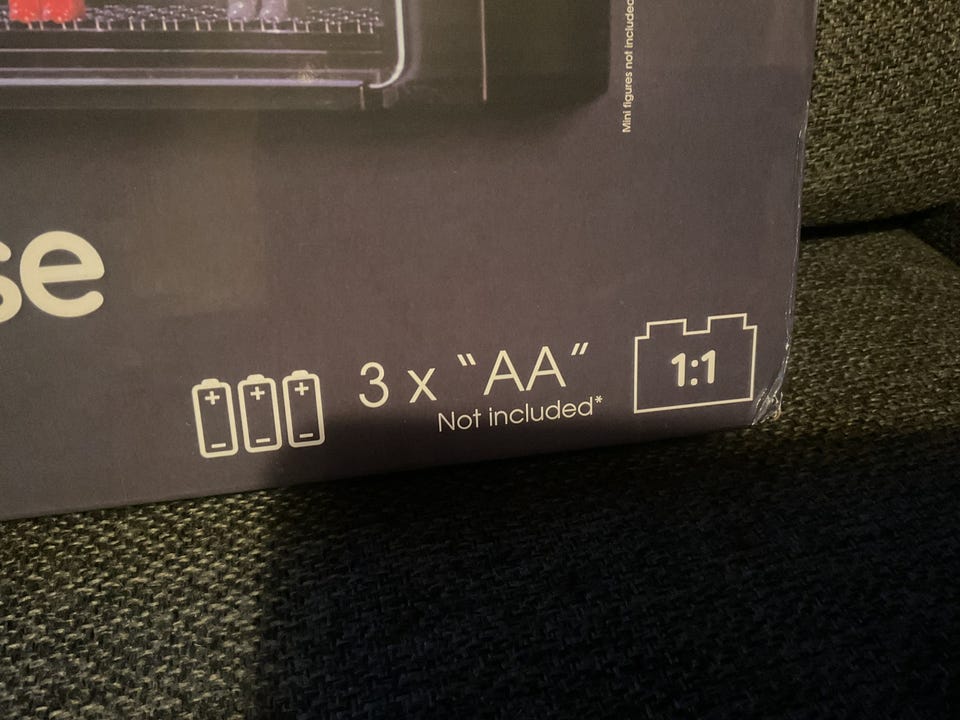 Mini figures not included
se
3 x "AA"
Not included*
1:1